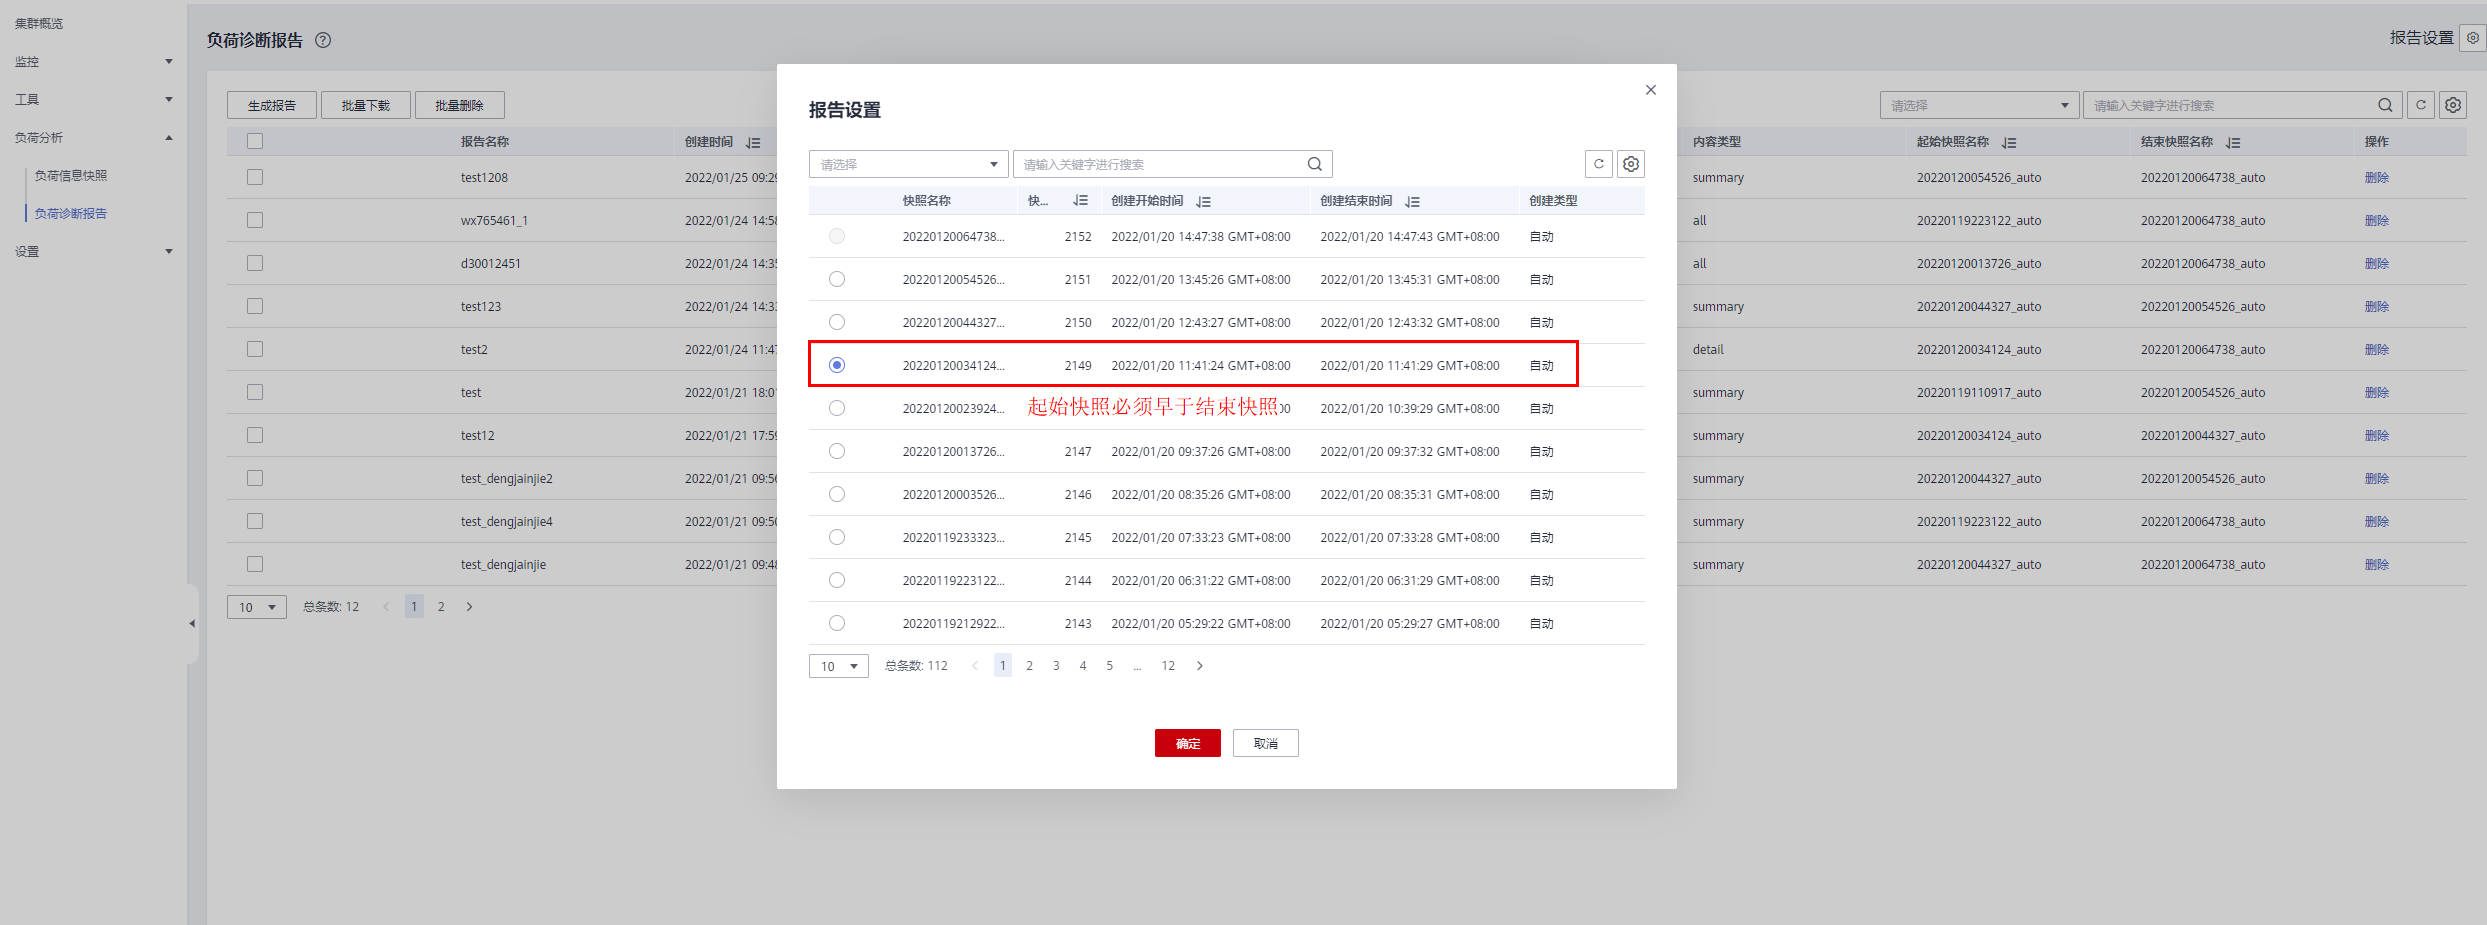 集群概览
监控
工具
负荷分析
负荷信息快照
负荷诊断报告
设置
负荷诊断报告
报告设置
生成报告 批量下载 批量删除
请选择 请输入关键字进行搜索
报告名称 创建时间 内容类型 起始快照名称 结束快照名称 操作
test1208 2022/01/25 09:29 summary 20220120054526_auto 20220120064738_auto 删除
wx765461_1 2022/01/24 14:58 all 20220119223122_auto 20220120064738_auto 删除
d30012451 2022/01/24 14:35 all 20220120013726_auto 20220120064738_auto 删除
test123 2022/01/24 14:33 summary 20220120044327_auto 20220120054526_auto 删除
test2 2022/01/24 11:47 detail 20220120034124_auto 20220120064738_auto 删除
test 2022/01/21 18:01 summary 20220119110917_auto 20220120054526_auto 删除
test12 2022/01/21 17:59 summary 20220120034124_auto 20220120044327_auto 删除
test_dengjainjie2 2022/01/21 09:56 summary 20220120044327_auto 20220120054526_auto 删除
test_dengjainjie4 2022/01/21 09:50 summary 20220119223122_auto 20220120064738_auto 删除
test_dengjainjie 2022/01/21 09:48 summary 20220120044327_auto 20220120064738_auto 删除
10 总条数: 12 1 2
报告设置
请选择 请输入关键字进行搜索
快照名称 快... 创建开始时间 创建结束时间 创建类型
20220120064738... 2152 2022/01/20 14:47:38 GMT+08:00 2022/01/20 14:47:43 GMT+08:00 自动
20220120054526... 2151 2022/01/20 13:45:26 GMT+08:00 2022/01/20 13:45:31 GMT+08:00 自动
20220120044327... 2150 2022/01/20 12:43:27 GMT+08:00 2022/01/20 12:43:32 GMT+08:00 自动
20220120034124... 2149 2022/01/20 11:41:24 GMT+08:00 2022/01/20 11:41:29 GMT+08:00 自动
20220120023924... 起始快照必须早于结束快照 2022/01/20 10:39:29 GMT+08:00 自动
20220120013726... 2147 2022/01/20 09:37:26 GMT+08:00 2022/01/20 09:37:32 GMT+08:00 自动
20220120003526... 2146 2022/01/20 08:35:26 GMT+08:00 2022/01/20 08:35:31 GMT+08:00 自动
20220119233323... 2145 2022/01/20 07:33:23 GMT+08:00 2022/01/20 07:33:28 GMT+08:00 自动
20220119223122... 2144 2022/01/20 06:31:22 GMT+08:00 2022/01/20 06:31:29 GMT+08:00 自动
20220119212922... 2143 2022/01/20 05:29:22 GMT+08:00 2022/01/20 05:29:27 GMT+08:00 自动
10 总条数: 112 1 2 3 4 5 ... 12
确定 取消